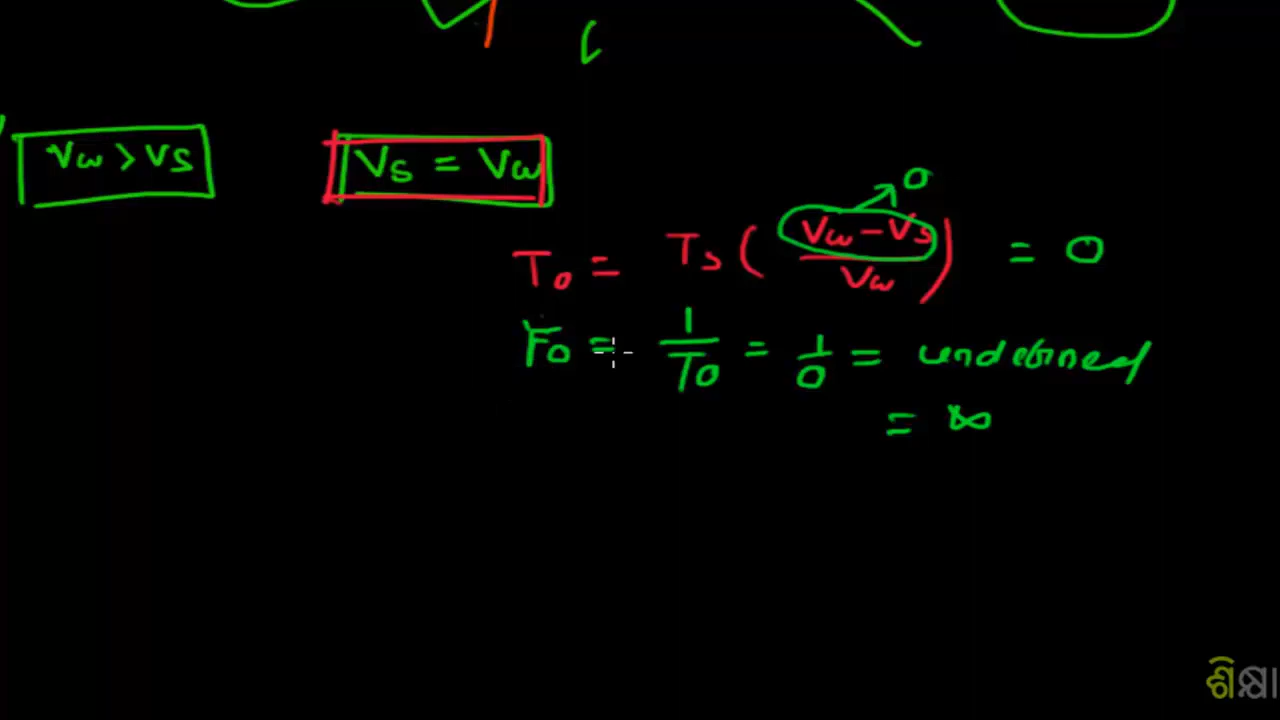 Vw > Vs
Vs = Vw
To = Ts ( (Vw - Vs) / Vw ) = 0
0
Fo = 1/To = 1/0 = undefined
= ∞
ଶିକ୍ଷା